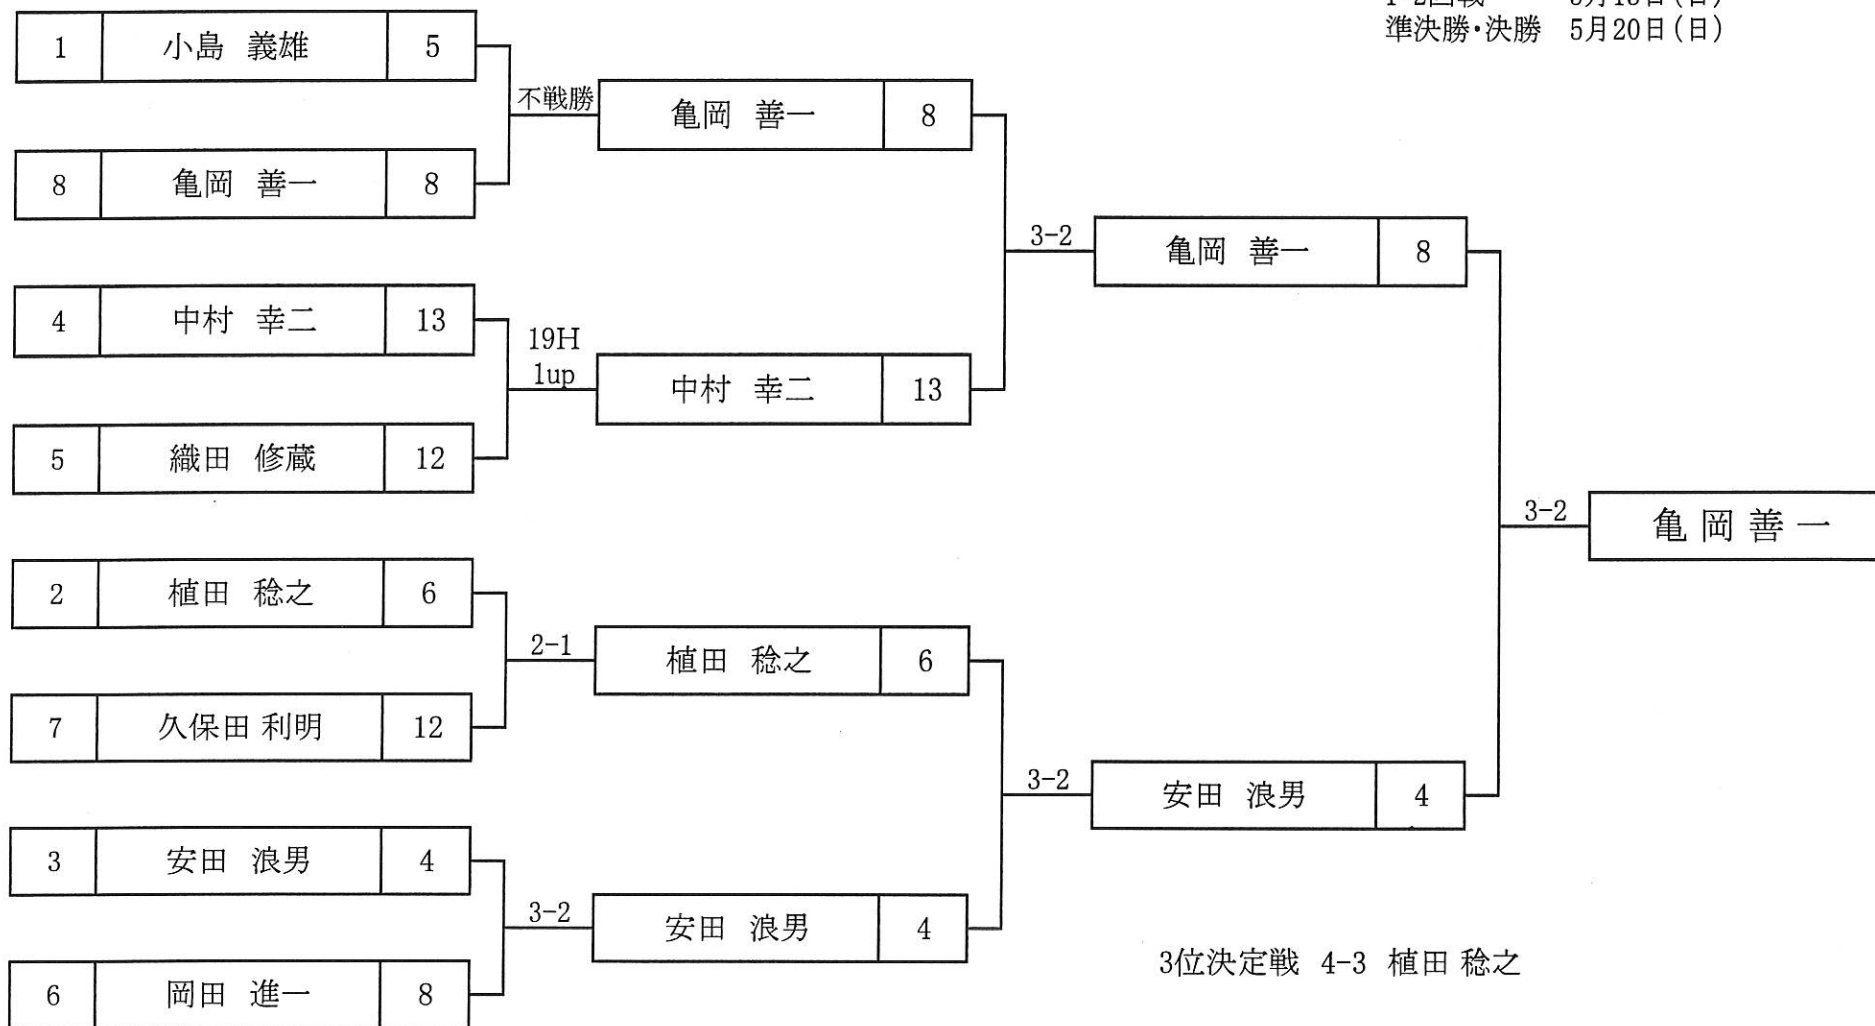 準決勝・決勝 5月20日(日)
1 小島 義雄 5
不戦勝 亀岡 善一 8
8 亀岡 善一 8
3-2 亀岡 善一 8
4 中村 幸二 13
19H
1up 中村 幸二 13
5 織田 修蔵 12
3-2 亀岡善一
2 植田 稔之 6
2-1 植田 稔之 6
7 久保田 利明 12
3-2 安田 浪男 4
3 安田 浪男 4
3-2 安田 浪男 4
6 岡田 進一 8
3位決定戦 4-3 植田 稔之